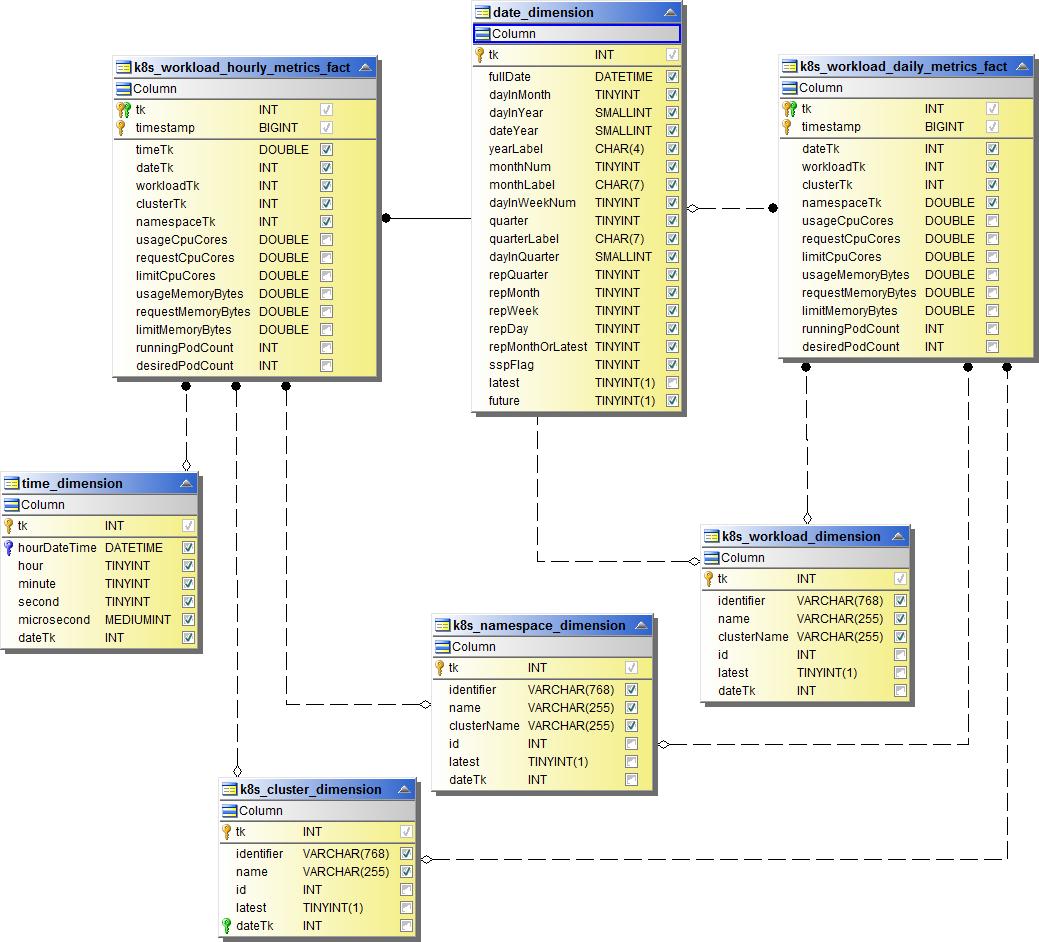 date_dimension
Column
tk INT
fullDate DATETIME
dayInMonth TINYINT
dayInYear SMALLINT
dateYear SMALLINT
yearLabel CHAR(4)
monthNum TINYINT
monthLabel CHAR(7)
dayInWeekNum TINYINT
quarter TINYINT
quarterLabel CHAR(7)
dayInQuarter SMALLINT
repQuarter TINYINT
repMonth TINYINT
repWeek TINYINT
repDay TINYINT
repMonthOrLatest TINYINT
sspFlag TINYINT
latest TINYINT(1)
future TINYINT(1)
k8s_workload_hourly_metrics_fact
Column
tk INT
timestamp BIGINT
timeTk DOUBLE
dateTk INT
workloadTk INT
clusterTk INT
namespaceTk INT
usageCpuCores DOUBLE
requestCpuCores DOUBLE
limitCpuCores DOUBLE
usageMemoryBytes DOUBLE
requestMemoryBytes DOUBLE
limitMemoryBytes DOUBLE
runningPodCount INT
desiredPodCount INT
k8s_workload_daily_metrics_fact
Column
tk INT
timestamp BIGINT
dateTk INT
workloadTk INT
clusterTk INT
namespaceTk DOUBLE
usageCpuCores DOUBLE
requestCpuCores DOUBLE
limitCpuCores DOUBLE
usageMemoryBytes DOUBLE
requestMemoryBytes DOUBLE
limitMemoryBytes DOUBLE
runningPodCount INT
desiredPodCount INT
time_dimension
Column
tk INT
hourDateTime DATETIME
hour TINYINT
minute TINYINT
second TINYINT
microsecond MEDIUMINT
dateTk INT
k8s_workload_dimension
Column
tk INT
identifier VARCHAR(768)
name VARCHAR(255)
clusterName VARCHAR(255)
id INT
latest TINYINT(1)
dateTk INT
k8s_namespace_dimension
Column
tk INT
identifier VARCHAR(768)
name VARCHAR(255)
clusterName VARCHAR(255)
id INT
latest TINYINT(1)
dateTk INT
k8s_cluster_dimension
Column
tk INT
identifier VARCHAR(768)
name VARCHAR(255)
id INT
latest TINYINT(1)
dateTk INT